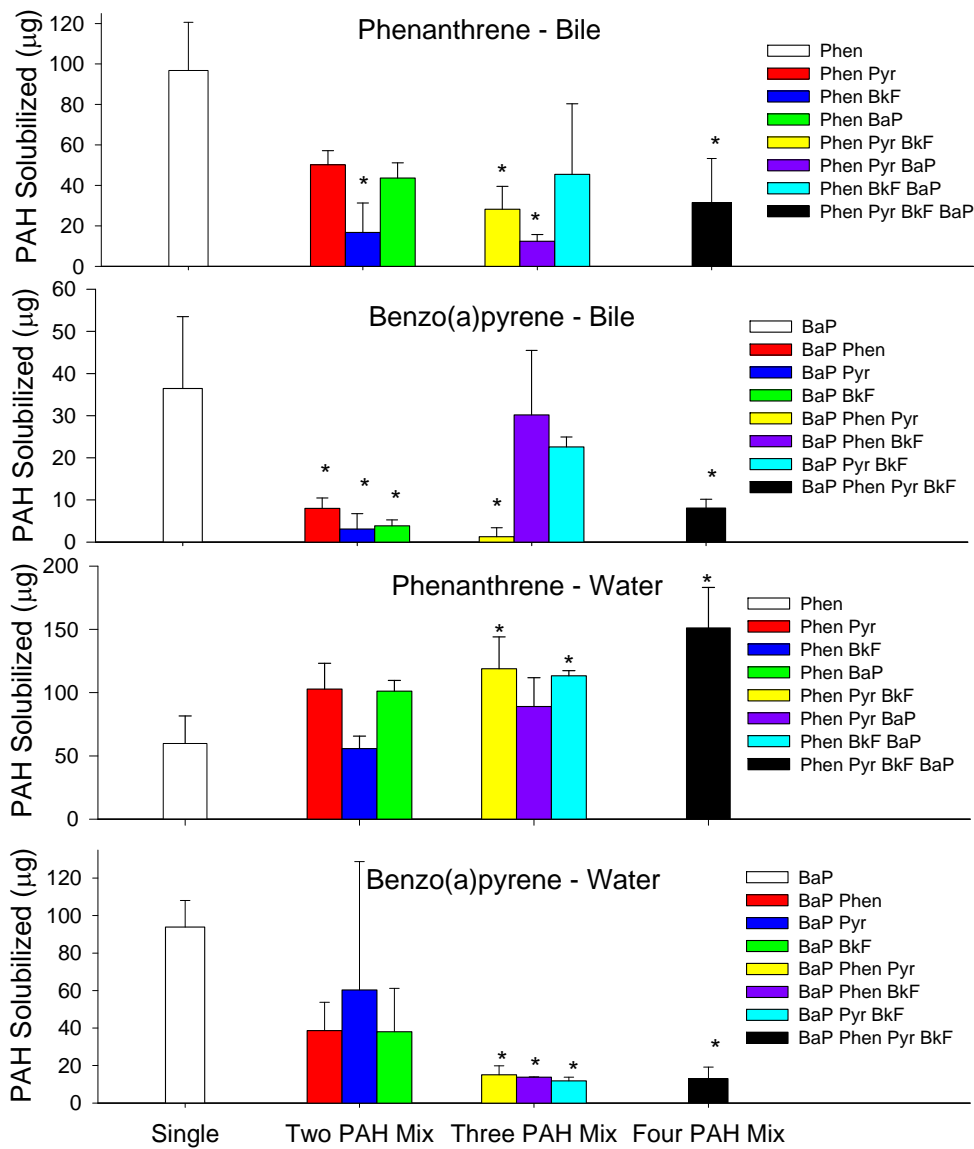 Phenanthrene - Bile
PAH Solubilized (μg)
120
100
80
60
40
20
0
*
*
*
*
Phen
Phen Pyr
Phen BkF
Phen BaP
Phen Pyr BkF
Phen Pyr BaP
Phen BkF BaP
Phen Pyr BkF BaP
Benzo(a)pyrene - Bile
PAH Solubilized (μg)
60
50
40
30
20
10
0
*
*
*
*
*
BaP
BaP Phen
BaP Pyr
BaP BkF
BaP Phen Pyr
BaP Phen BkF
BaP Pyr BkF
BaP Phen Pyr BkF
Phenanthrene - Water
PAH Solubilized (μg)
200
150
100
50
0
*
*
*
Phen
Phen Pyr
Phen BkF
Phen BaP
Phen Pyr BkF
Phen Pyr BaP
Phen BkF BaP
Phen Pyr BkF BaP
Benzo(a)pyrene - Water
PAH Solubilized (μg)
120
100
80
60
40
20
0
*
*
*
*
BaP
BaP Phen
BaP Pyr
BaP BkF
BaP Phen Pyr
BaP Phen BkF
BaP Pyr BkF
BaP Phen Pyr BkF
Single Two PAH Mix Three PAH Mix Four PAH Mix